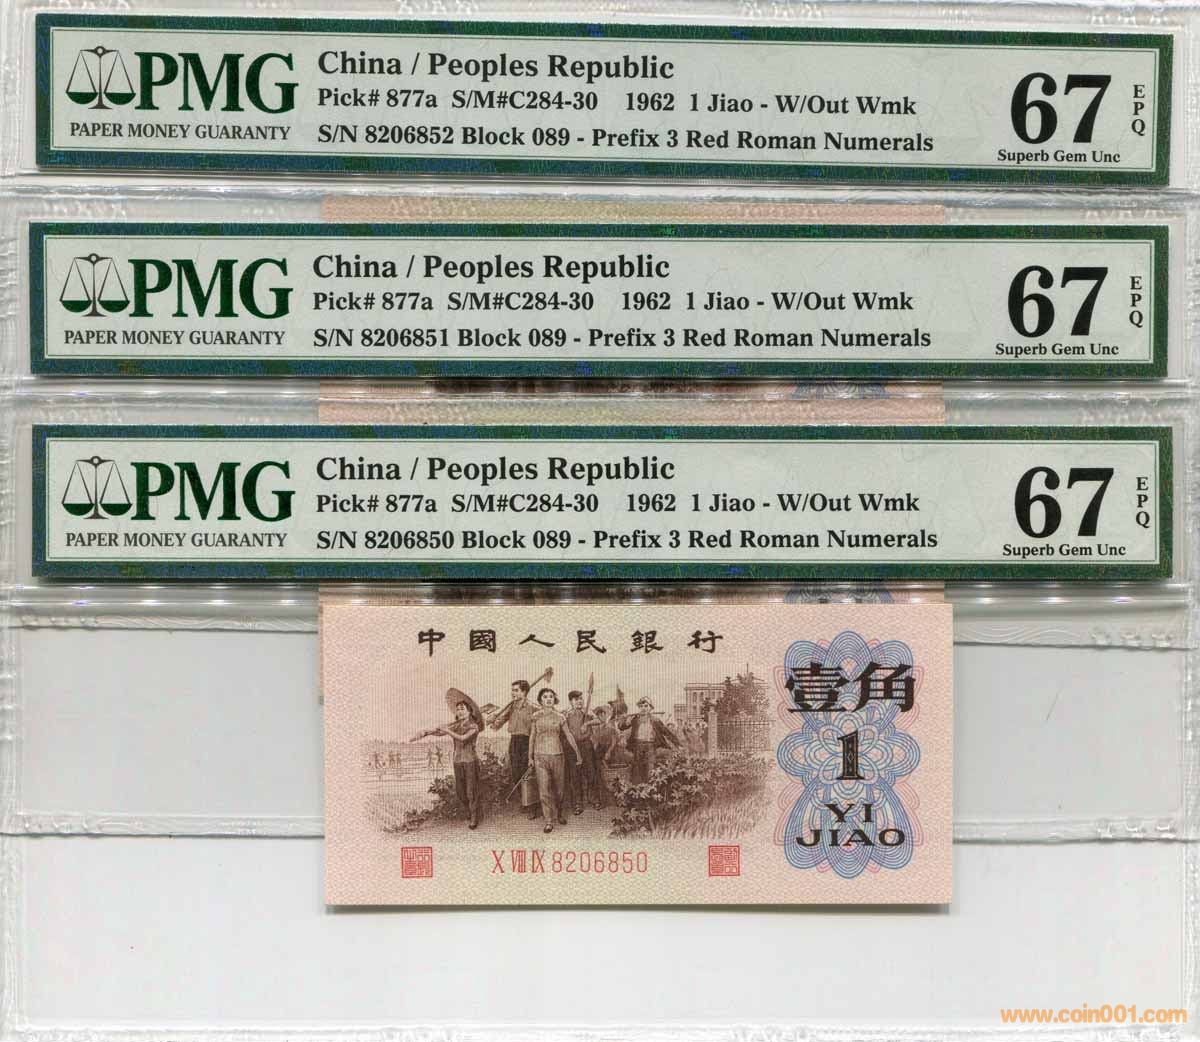 PMG
PAPER MONEY GUARANTY
China / Peoples Republic
Pick# 877a S/M#C284-30 1962 1 Jiao - W/Out Wmk
S/N 8206852 Block 089 - Prefix 3 Red Roman Numerals
67
EPQ
Superb Gem Unc
PMG
PAPER MONEY GUARANTY
China / Peoples Republic
Pick# 877a S/M#C284-30 1962 1 Jiao - W/Out Wmk
S/N 8206851 Block 089 - Prefix 3 Red Roman Numerals
67
EPQ
Superb Gem Unc
PMG
PAPER MONEY GUARANTY
China / Peoples Republic
Pick# 877a S/M#C284-30 1962 1 Jiao - W/Out Wmk
S/N 8206850 Block 089 - Prefix 3 Red Roman Numerals
67
EPQ
Superb Gem Unc
中國人民銀行
壹角
1
YI
JIAO
X VIII IX 8206850
www.coin001.com